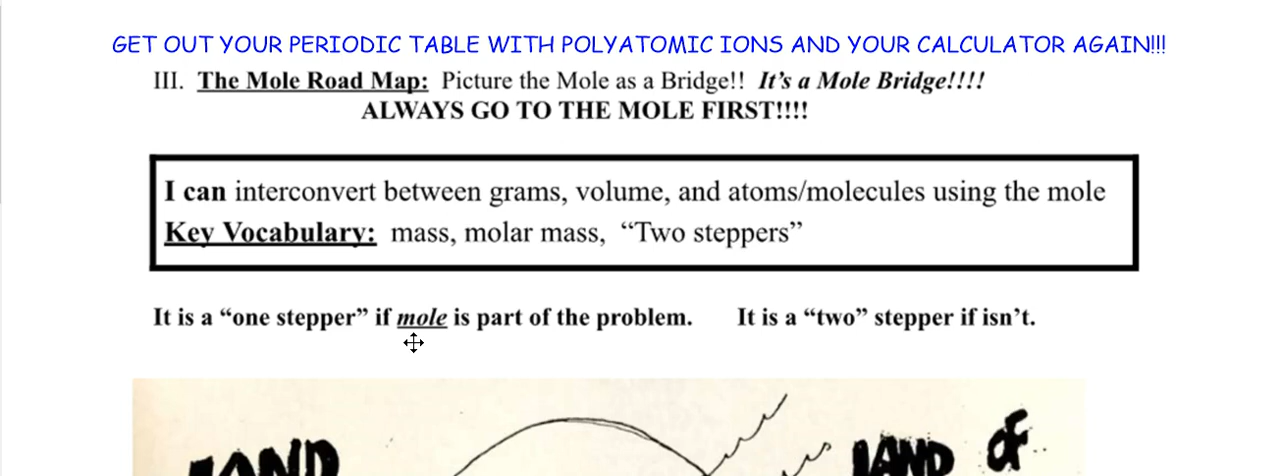 GET OUT YOUR PERIODIC TABLE WITH POLYATOMIC IONS AND YOUR CALCULATOR AGAIN!!!
III. The Mole Road Map: Picture the Mole as a Bridge!! It's a Mole Bridge!!!!
ALWAYS GO TO THE MOLE FIRST!!!!
I can interconvert between grams, volume, and atoms/molecules using the mole
Key Vocabulary: mass, molar mass, “Two steppers”
It is a “one stepper” if mole is part of the problem. It is a “two” stepper if isn't.
LAND LAND OF